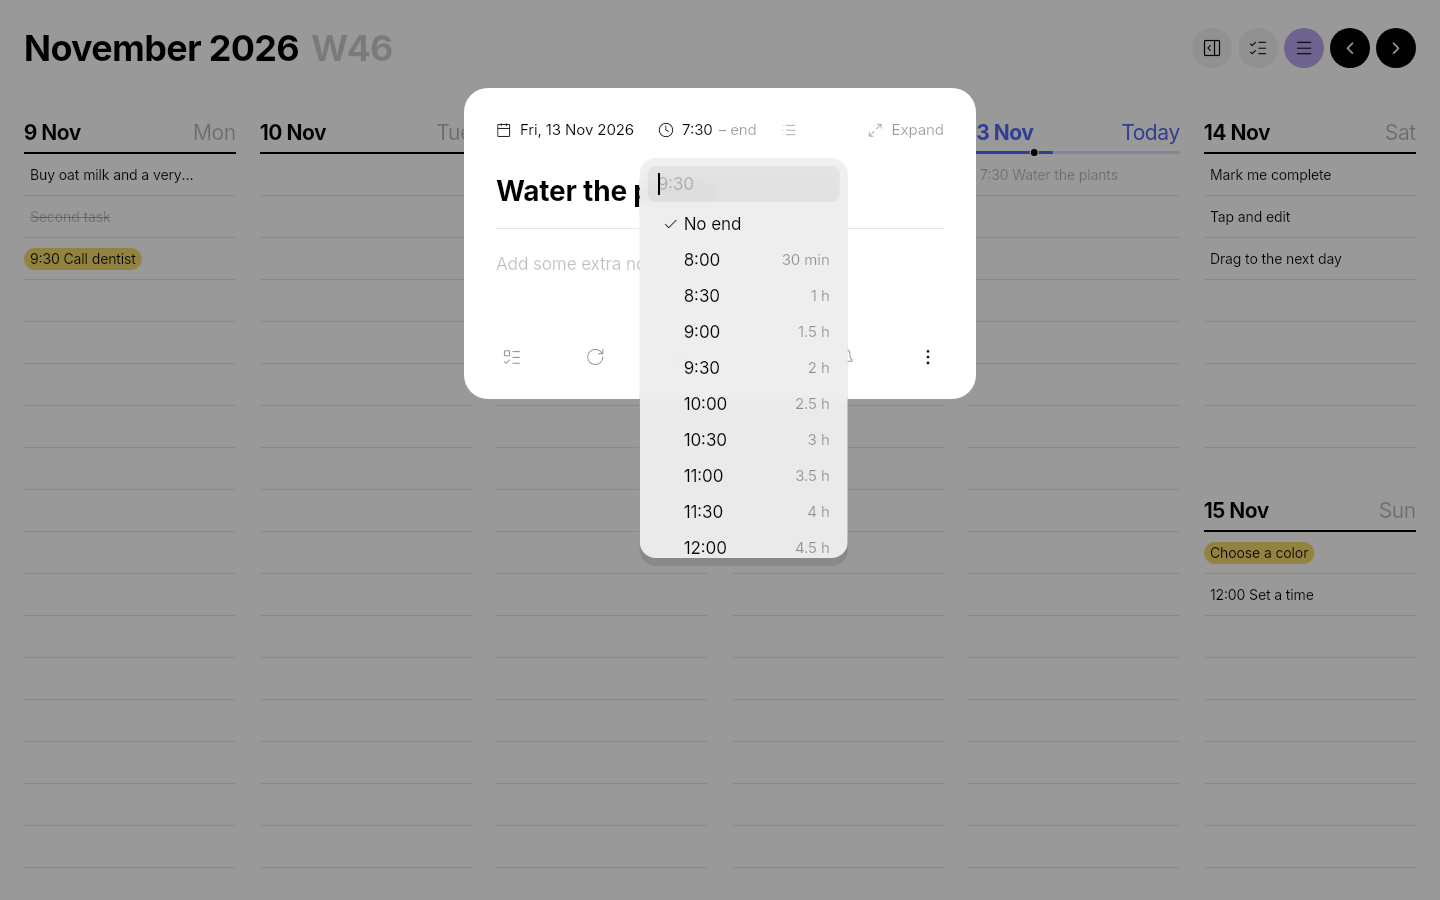 November 2026 W46
9 Nov Mon
Buy oat milk and a very...
Second task
9:30 Call dentist
10 Nov Tue
Fri, 13 Nov 2026 7:30 – end Expand
Water the
Add some extra
9:30
No end
8:00 30 min
8:30 1 h
9:00 1.5 h
9:30 2 h
10:00 2.5 h
10:30 3 h
11:00 3.5 h
11:30 4 h
12:00 4.5 h
3 Nov Today
7:30 Water the plants
14 Nov Sat
Mark me complete
Tap and edit
Drag to the next day
15 Nov Sun
Choose a color
12:00 Set a time